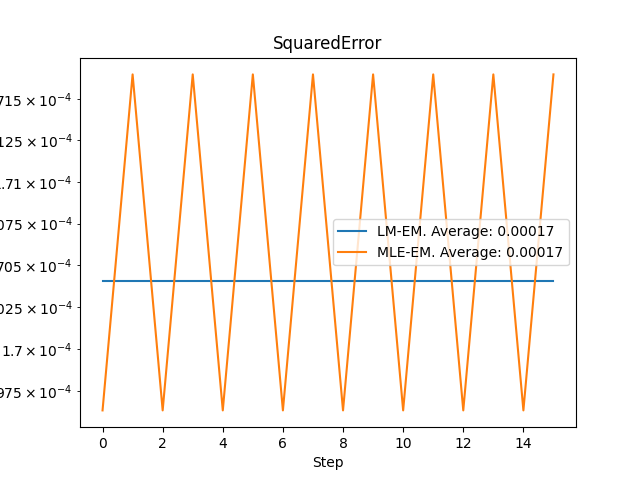 SquaredError
715 × 10⁻⁴
125 × 10⁻⁴
.71 × 10⁻⁴
075 × 10⁻⁴
705 × 10⁻⁴
025 × 10⁻⁴
1.7 × 10⁻⁴
975 × 10⁻⁴
LM-EM. Average: 0.00017
MLE-EM. Average: 0.00017
0 2 4 6 8 10 12 14
Step